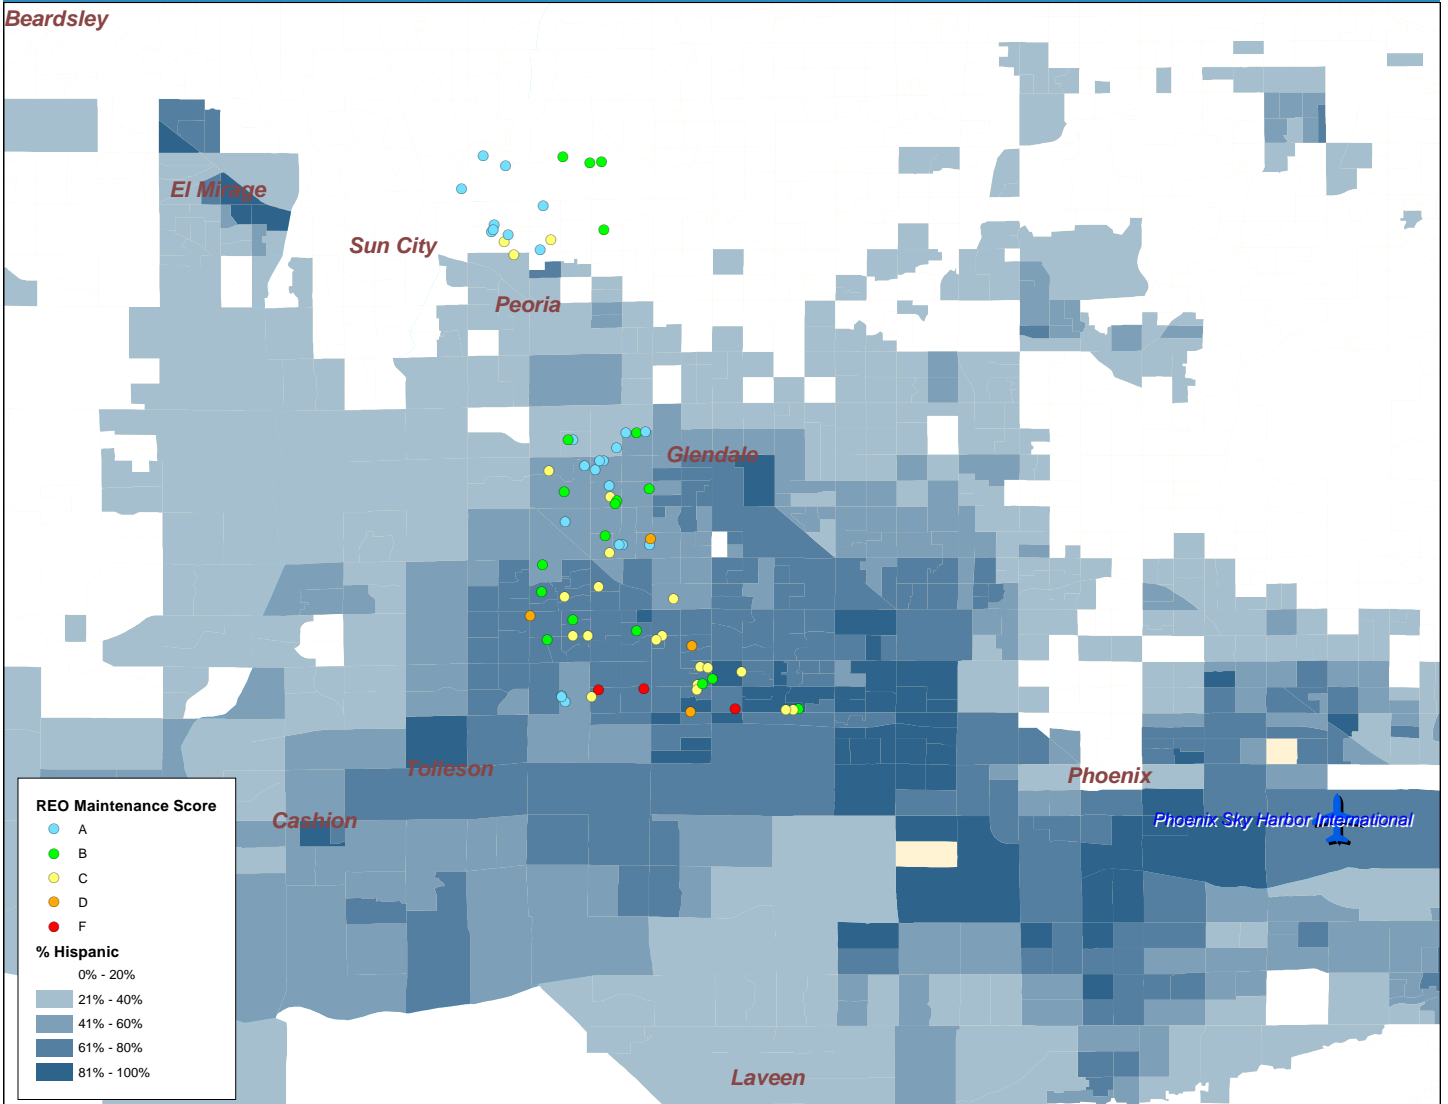 Beardsley
El Mirage
Sun City
Peoria
Glendale
Tolleson
Phoenix
Cashion
Phoenix Sky Harbor International
Laveen
REO Maintenance Score
A
B
C
D
F
% Hispanic
0% - 20%
21% - 40%
41% - 60%
61% - 80%
81% - 100%